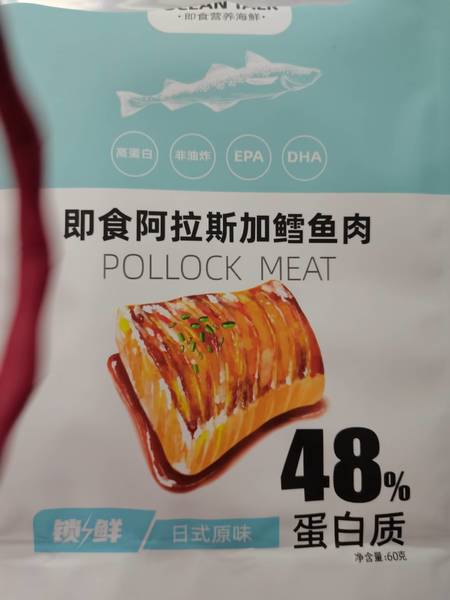 OCEAN TALK
·即食营养海鲜·
高蛋白
非油炸
EPA
DHA
即食阿拉斯加鳕鱼肉
POLLOCK MEAT
48%
蛋白质
锁鲜
日式原味
净含量:60克